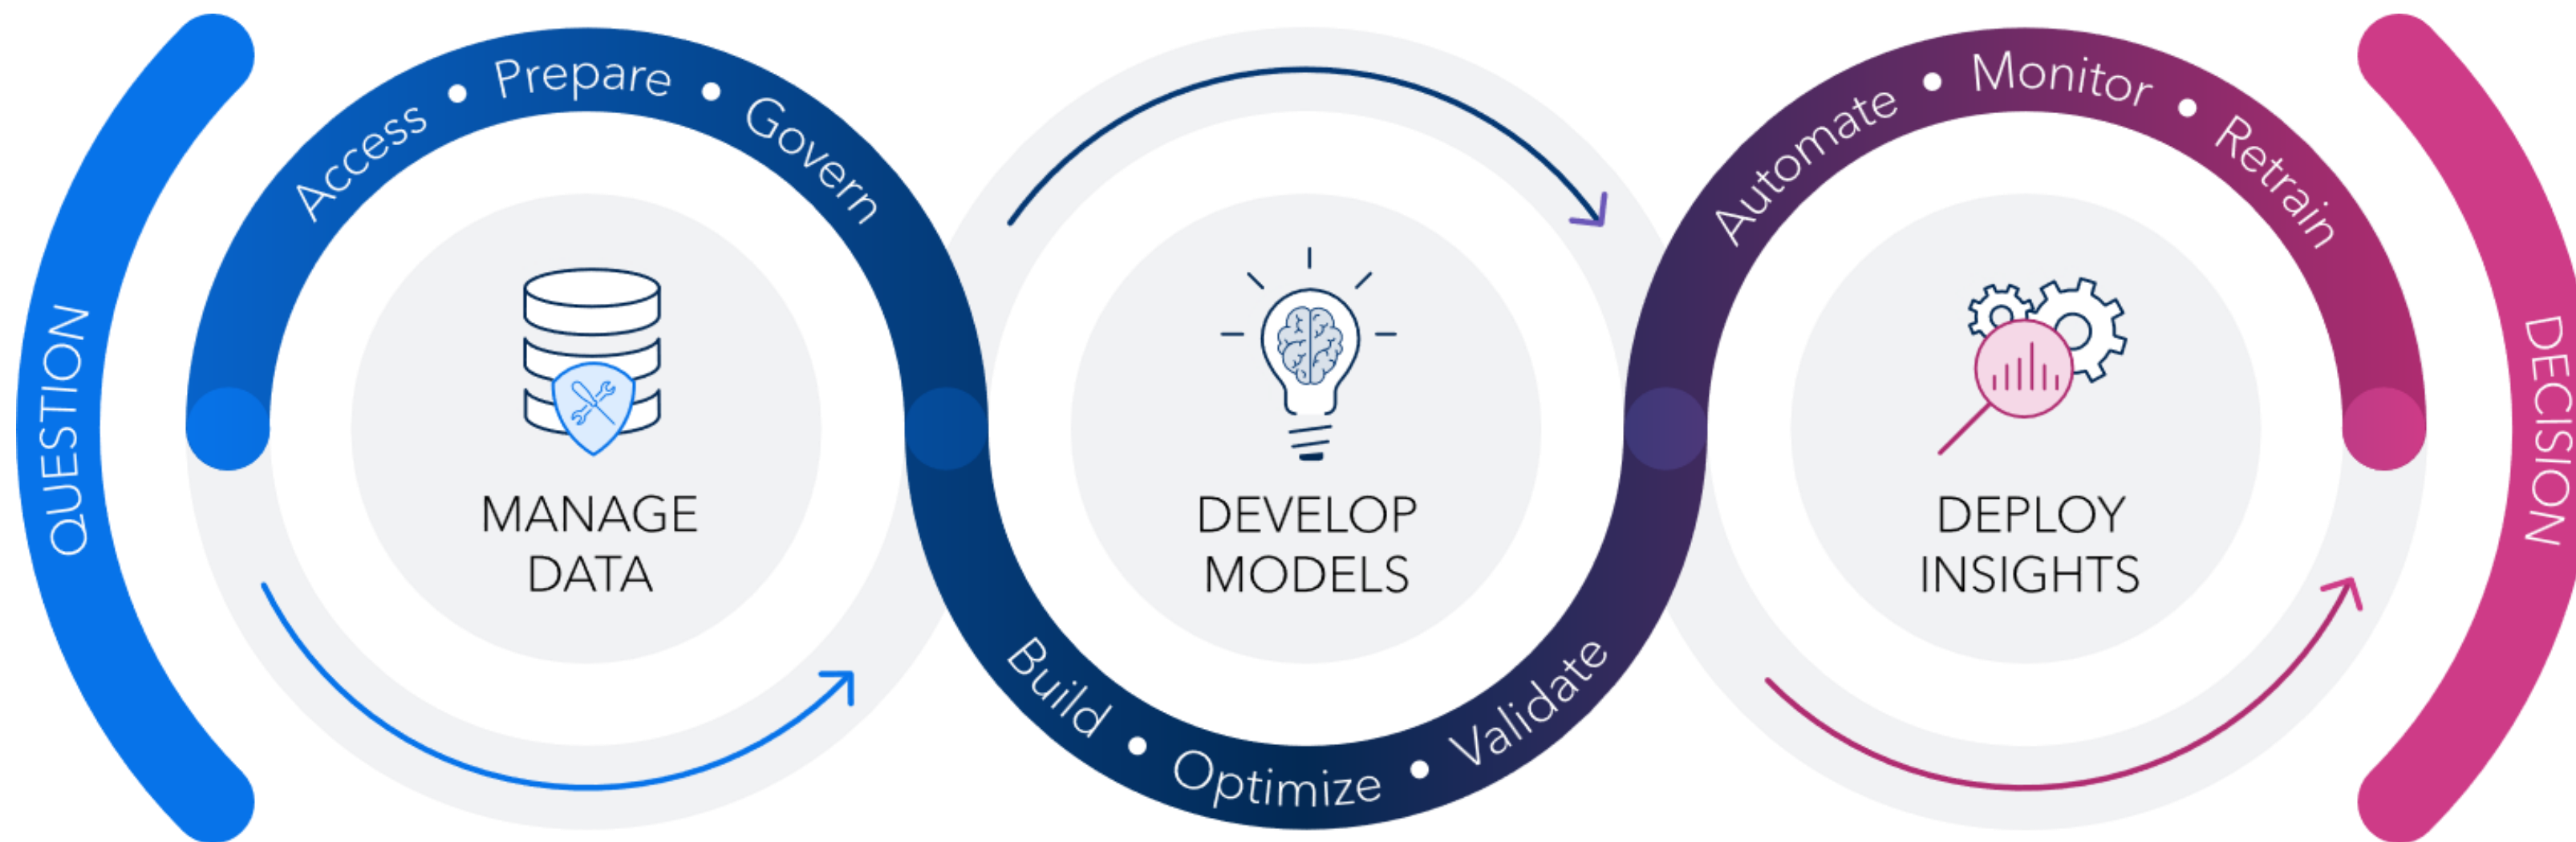 QUESTION
Access • Prepare • Govern
MANAGE
DATA
Build • Optimize • Validate
DEVELOP
MODELS
Automate • Monitor • Retrain
DEPLOY
INSIGHTS
DECISION